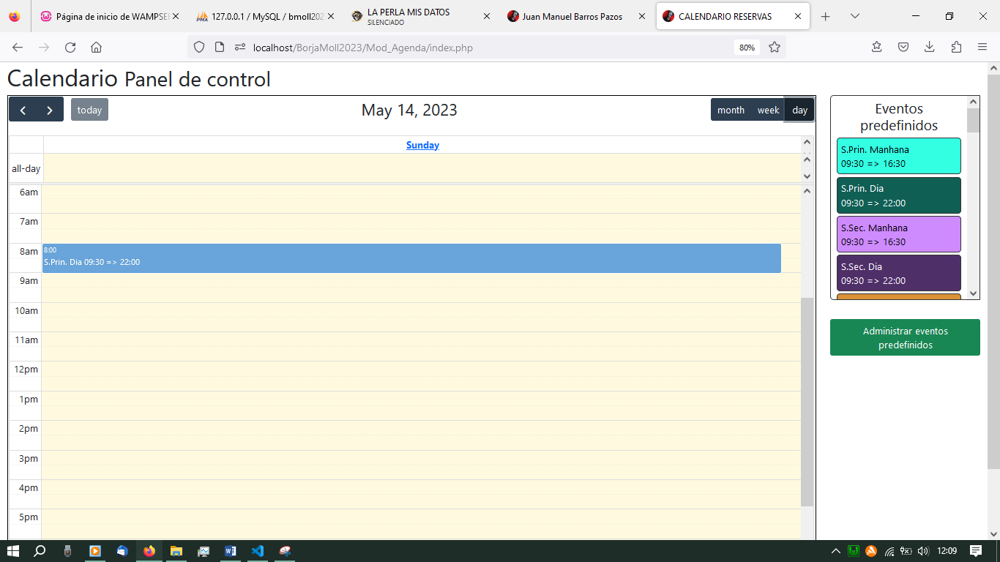 Página de inicio de WAMPSER
127.0.0.1 / MySQL / bmoll202
LA PERLA MIS DATOS
SILENCIADO
Juan Manuel Barros Pazos
CALENDARIO RESERVAS
localhost/BorjaMoll2023/Mod_Agenda/index.php
80%
Calendario Panel de control
today
May 14, 2023
month
week
day
Sunday
all-day
6am
7am
8am
8:00
S.Prin. Dia 09:30 => 22:00
9am
10am
11am
12pm
1pm
2pm
3pm
4pm
5pm
Eventos
predefinidos
S.Prin. Manhana
09:30 => 16:30
S.Prin. Dia
09:30 => 22:00
S.Sec. Manhana
09:30 => 16:30
S.Sec. Dia
09:30 => 22:00
Administrar eventos
predefinidos
12:09